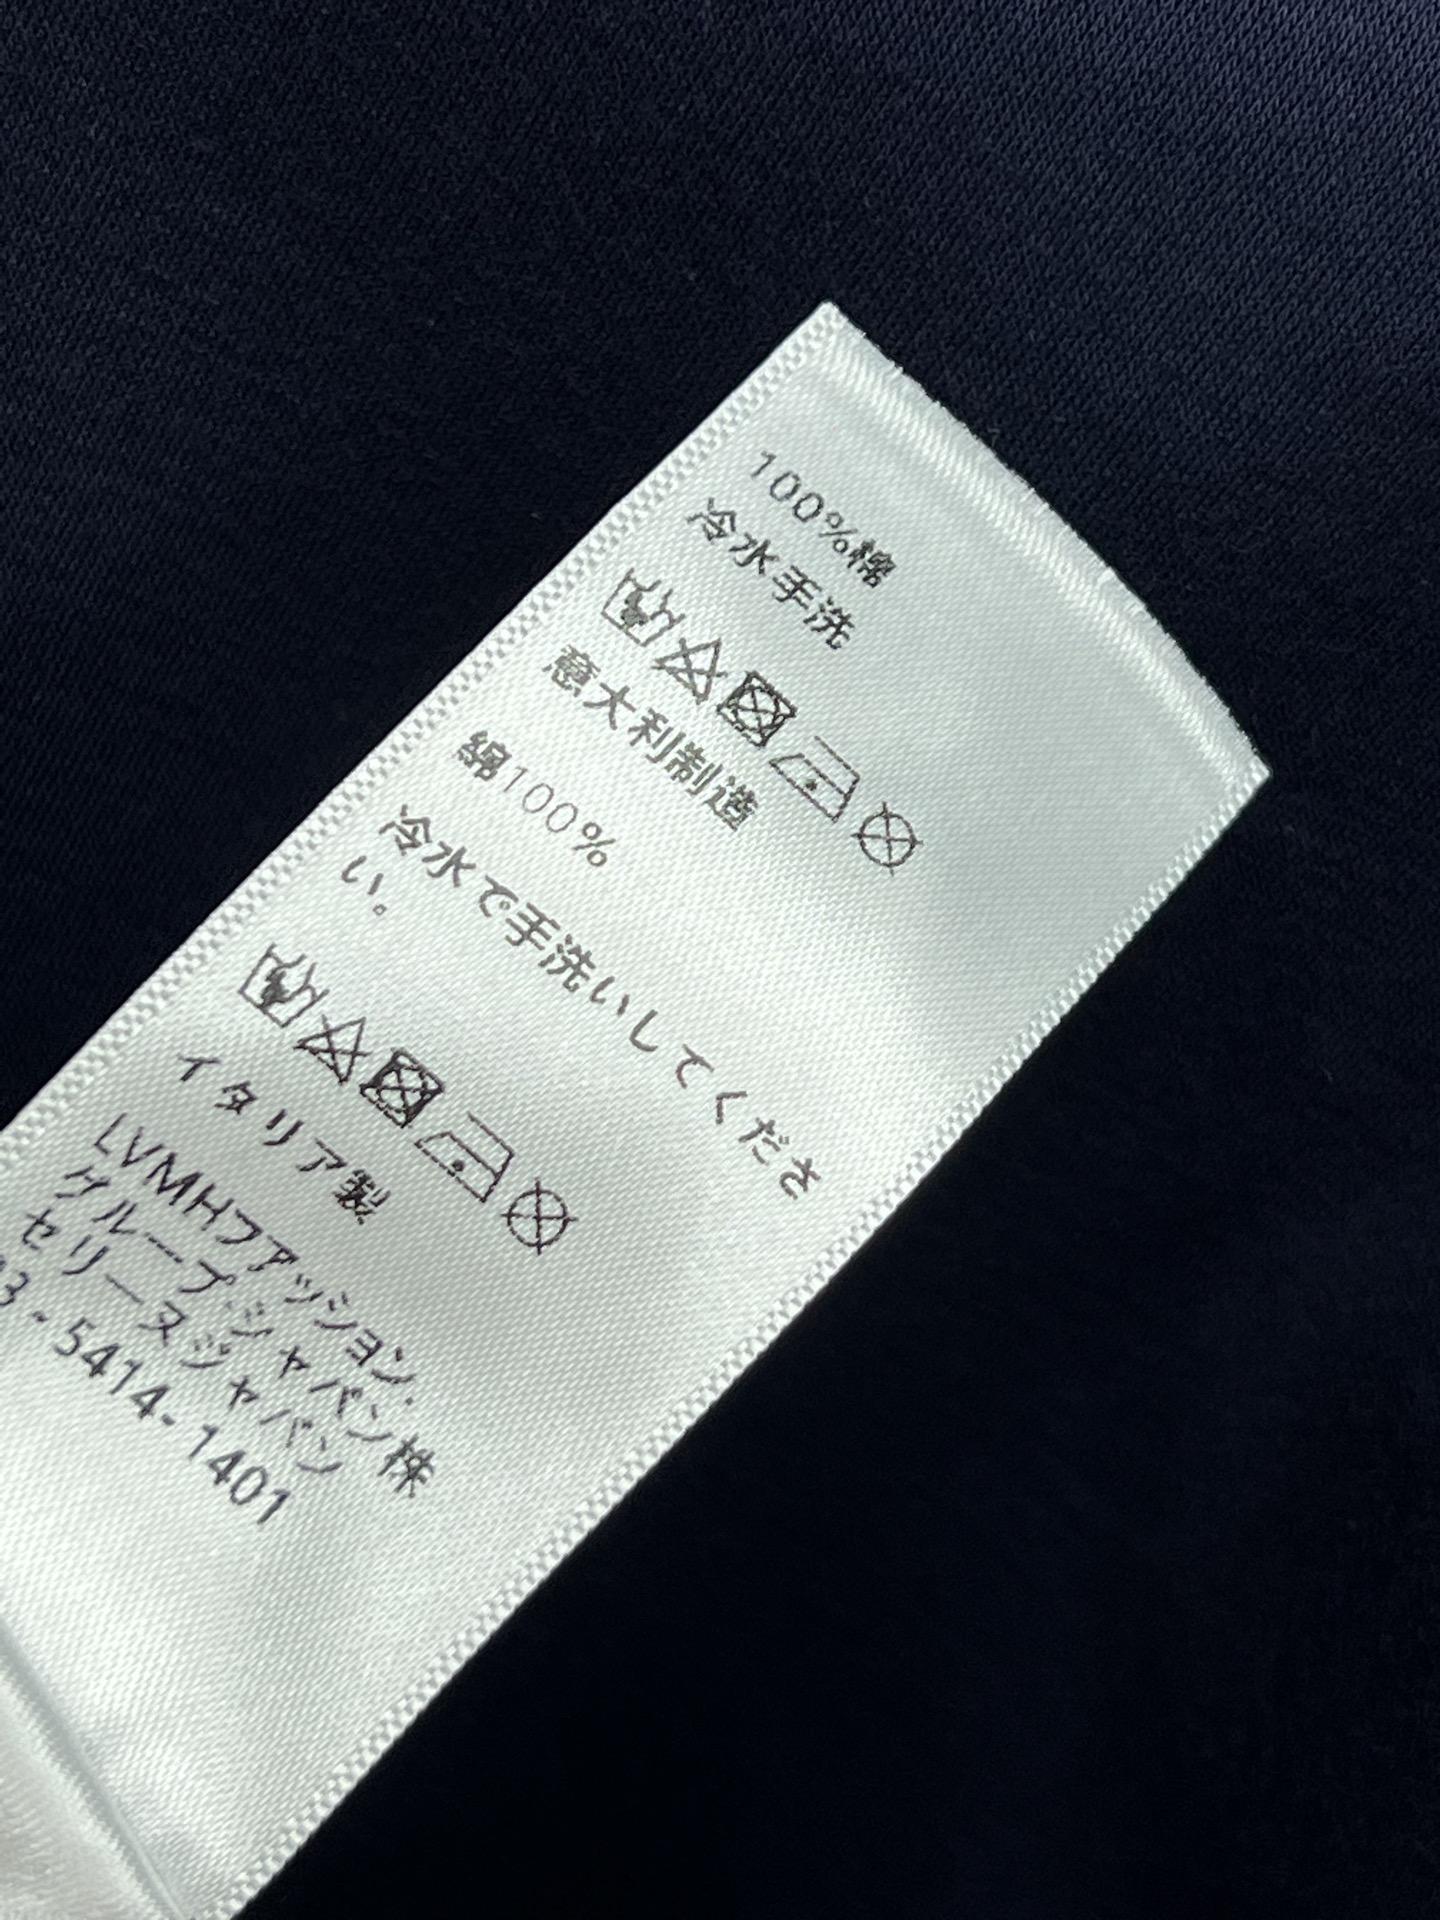 100%棉
冷水手洗
意大利制造
綿100%
冷水で手洗いしてくださ
い。
イタリア製
LVMHファッション.
グループ.ジャパン株
セリーヌジャパン
03-5414-1401